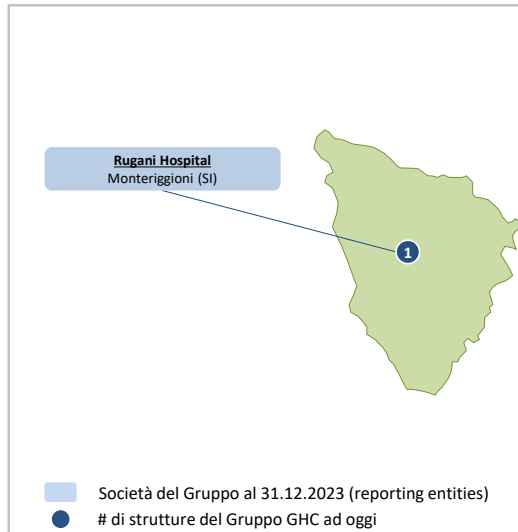 Rugani Hospital
Monteriggioni (SI)
1
Società del Gruppo al 31.12.2023 (reporting entities)
# di strutture del Gruppo GHC ad oggi